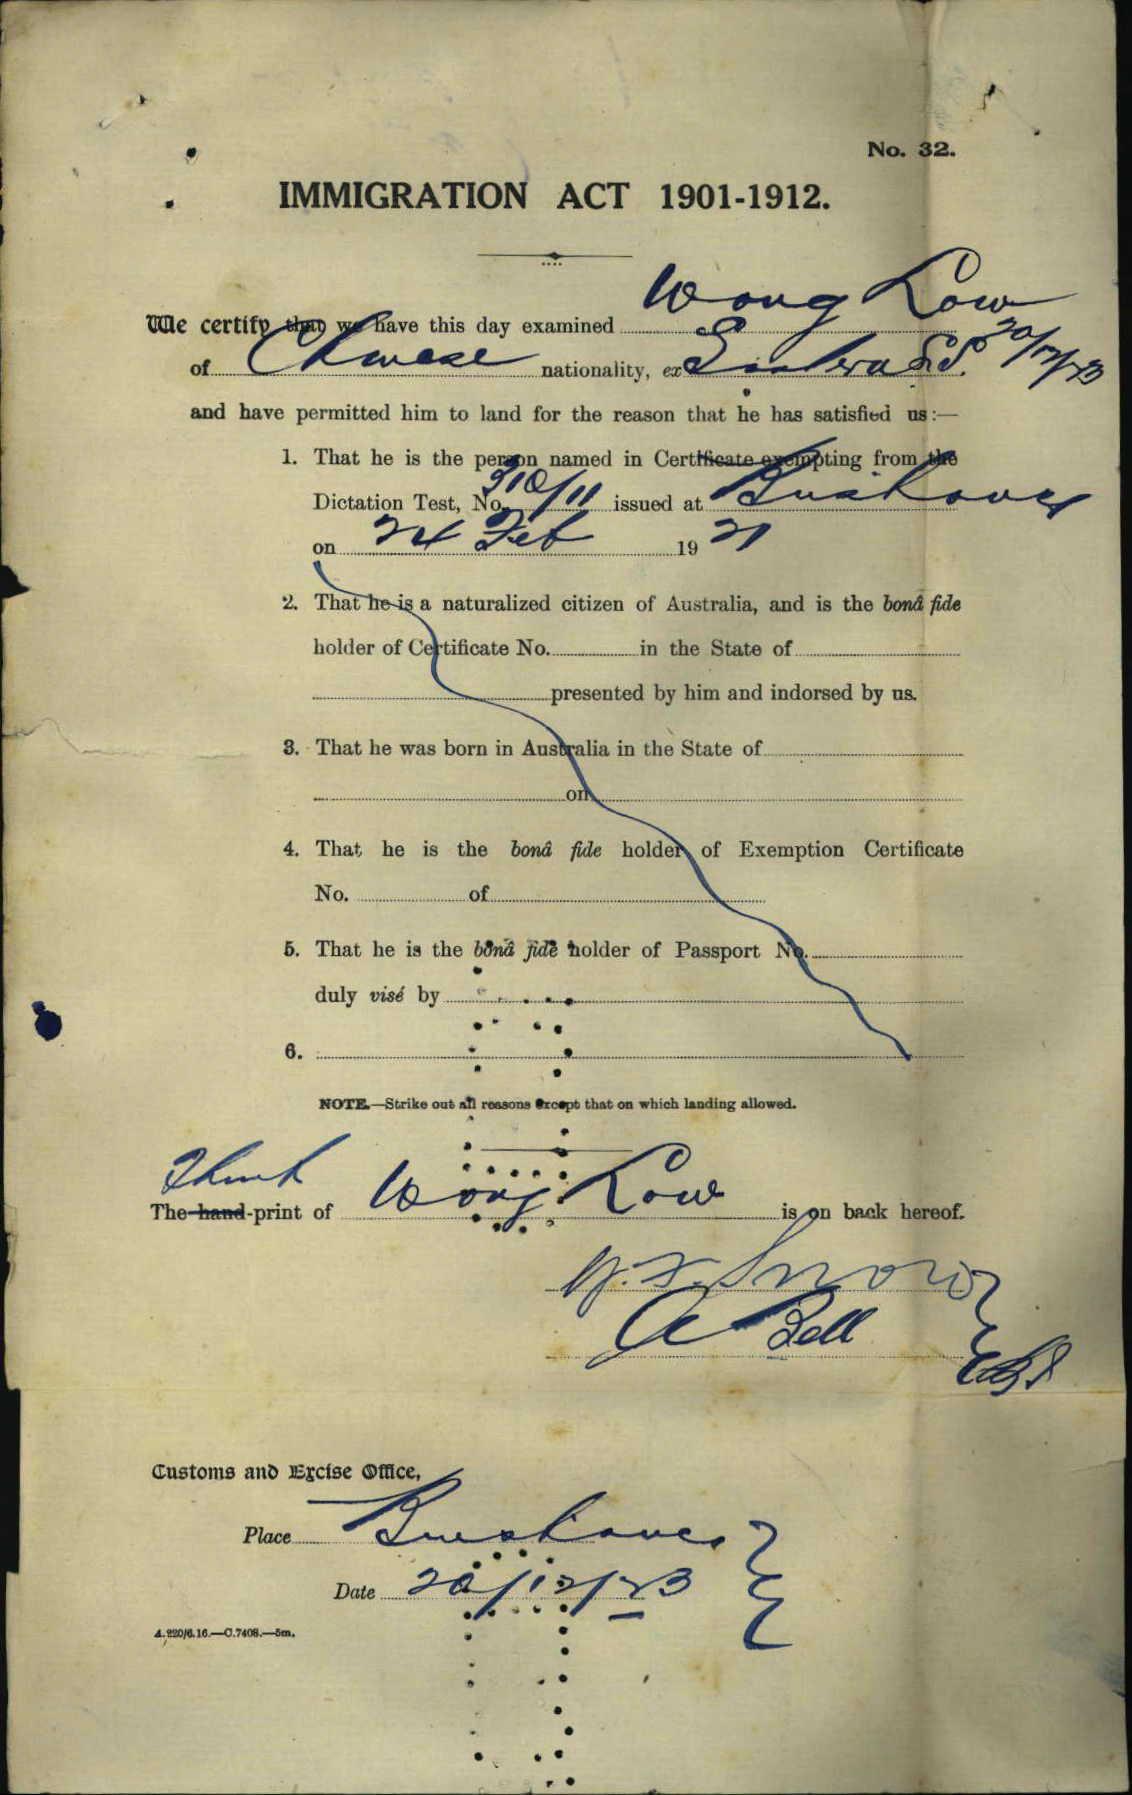 No. 32.
IMMIGRATION ACT 1901-1912.
We certify that we have this day examined Wong Low
of Chinese nationality, ex 20/12/23
and have permitted him to land for the reason that he has satisfied us:—
1. That he is the person named in Certificate exempting from the
Dictation Test, No. 310/11 issued at Brisbane
on 24 Feb 1921
2. That he is a naturalized citizen of Australia, and is the bonâ fide
holder of Certificate No. in the State of
presented by him and indorsed by us.
3. That he was born in Australia in the State of
on
4. That he is the bonâ fide holder of Exemption Certificate
No. of
5. That he is the bonâ fide holder of Passport No.
duly visé by
6.
NOTE.—Strike out all reasons except that on which landing allowed.
Thumb
The hand-print of Wong Low is on back hereof.
Snow
Bell
Customs and Excise Office,
Place Brisbane
Date 20/12/23
A.220/6.16.—C.7408.—5m.